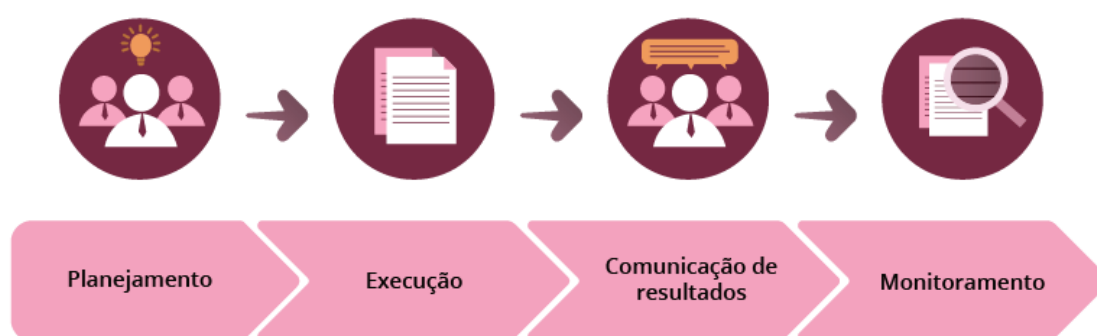 Planejamento
Execução
Comunicação de
resultados
Monitoramento